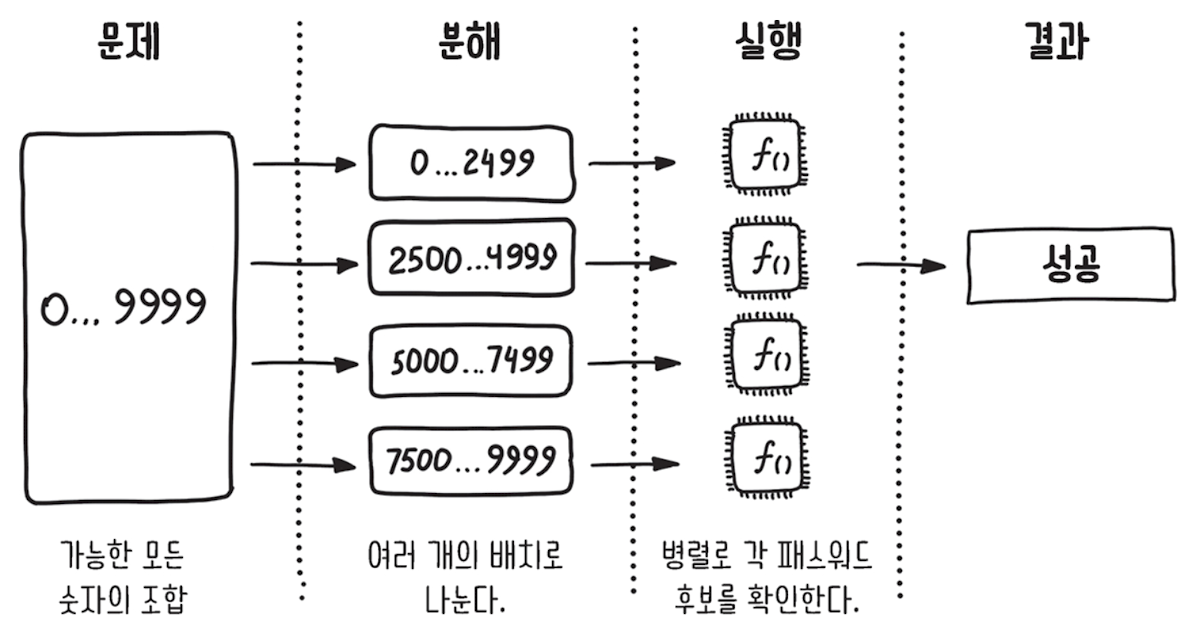 문제
분해
실행
결과
0... 9999
0...2499
2500...4999
5000...7499
7500...9999
f()
f()
f()
f()
성공
가능한 모든
숫자의 조합
여러 개의 배치로
나눈다.
병렬로 각 패스워드
후보를 확인한다.